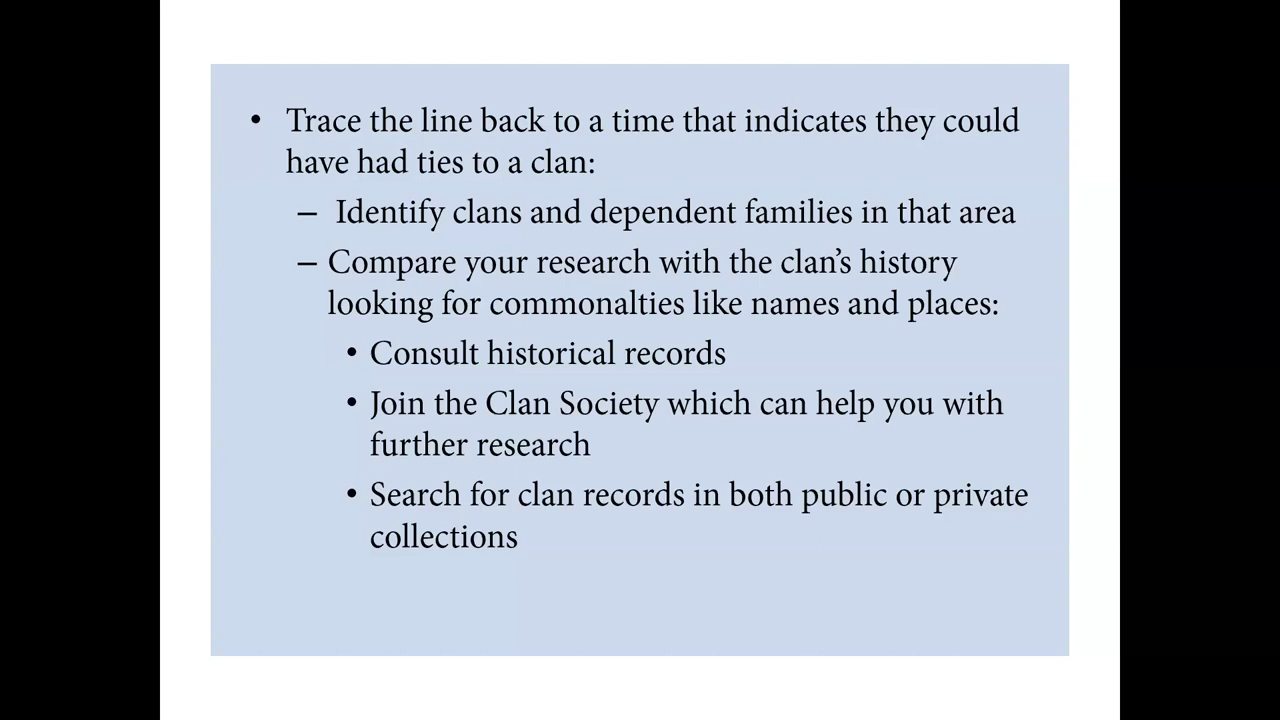 • Trace the line back to a time that indicates they could
have had ties to a clan:
– Identify clans and dependent families in that area
– Compare your research with the clan’s history
looking for commonalties like names and places:
• Consult historical records
• Join the Clan Society which can help you with
further research
• Search for clan records in both public or private
collections